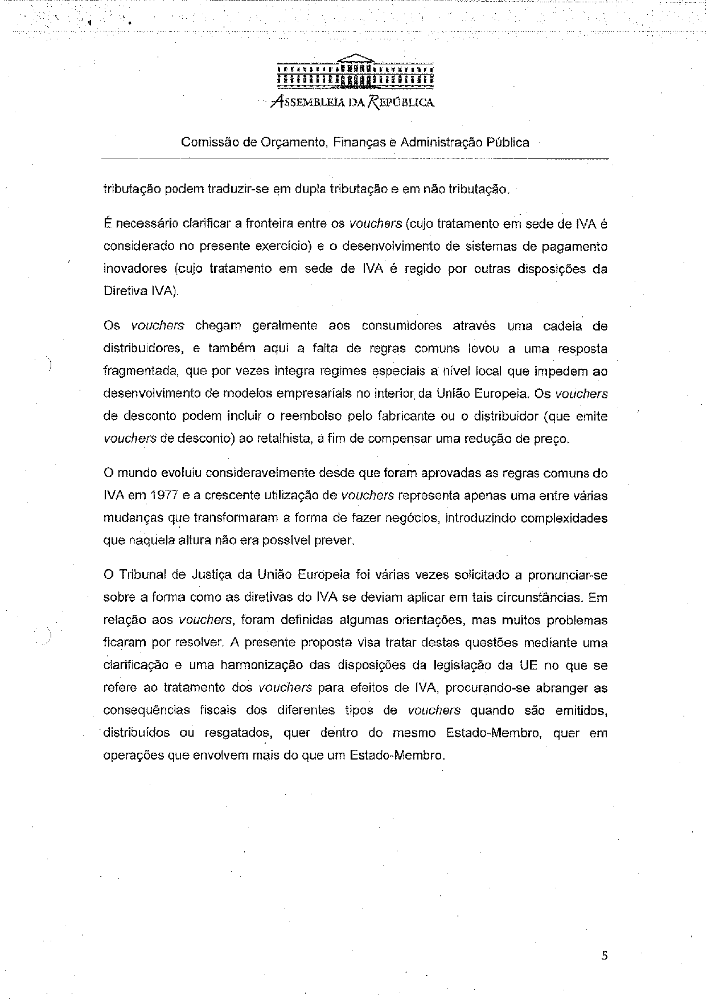 ASSEMBLEIA DA REPÚBLICA
Comissão de Orçamento, Finanças e Administração Pública
tributação podem traduzir-se em dupla tributação e em não tributação.
É necessário clarificar a fronteira entre os vouchers (cujo tratamento em sede de IVA é
considerado no presente exercício) e o desenvolvimento de sistemas de pagamento
inovadores (cujo tratamento em sede de IVA é regido por outras disposições da
Diretiva IVA).
Os vouchers chegam geralmente aos consumidores através uma cadeia de
distribuidores, e também aqui a falta de regras comuns levou a uma resposta
fragmentada, que por vezes integra regimes especiais a nível local que impedem ao
desenvolvimento de modelos empresariais no interior da União Europeia. Os vouchers
de desconto podem incluir o reembolso pelo fabricante ou o distribuidor (que emite
vouchers de desconto) ao retalhista, a fim de compensar uma redução de preço.
O mundo evoluiu consideravelmente desde que foram aprovadas as regras comuns do
IVA em 1977 e a crescente utilização de vouchers representa apenas uma entre várias
mudanças que transformaram a forma de fazer negócios, introduzindo complexidades
que naquela altura não era possível prever.
O Tribunal de Justiça da União Europeia foi várias vezes solicitado a pronunciar-se
sobre a forma como as diretivas do IVA se deviam aplicar em tais circunstâncias. Em
relação aos vouchers, foram definidas algumas orientações, mas muitos problemas
ficaram por resolver. A presente proposta visa tratar destas questões mediante uma
clarificação e uma harmonização das disposições da legislação da UE no que se
refere ao tratamento dos vouchers para efeitos de IVA, procurando-se abranger as
consequências fiscais dos diferentes tipos de vouchers quando são emitidos,
distribuídos ou resgatados, quer dentro do mesmo Estado-Membro, quer em
operações que envolvem mais do que um Estado-Membro.
5